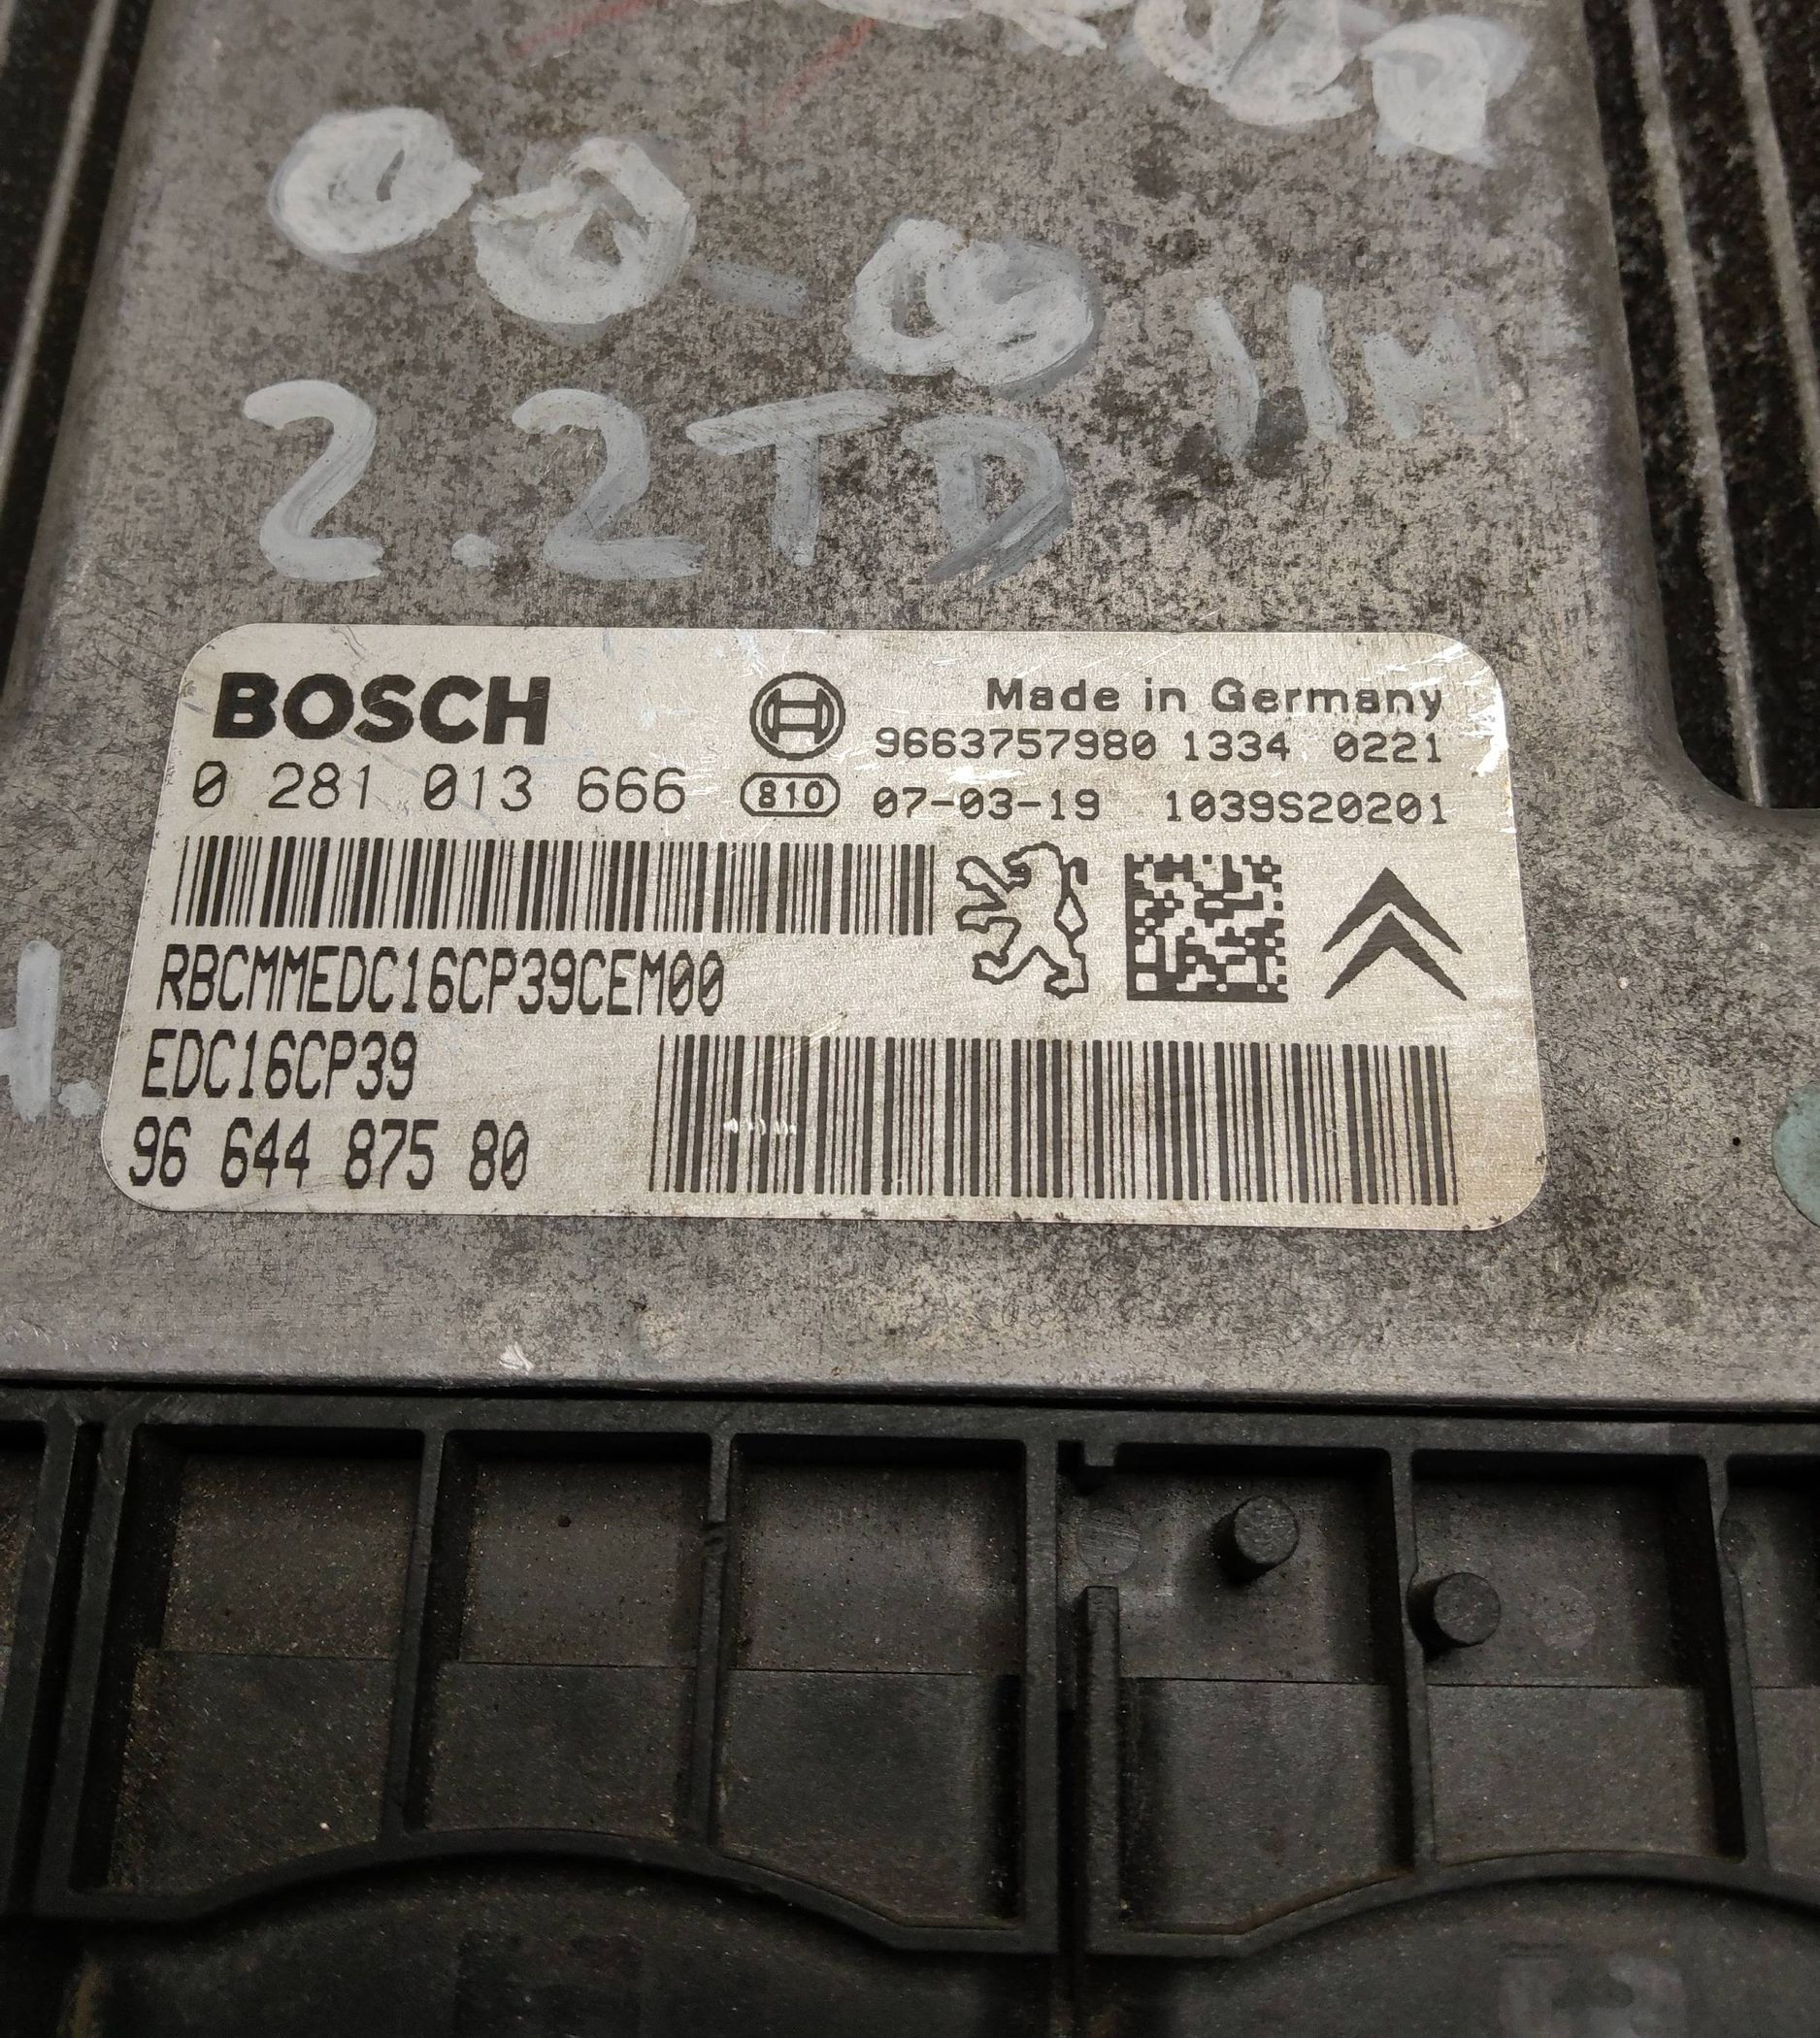 2.2TD
BOSCH
Made in Germany
9663757980 1334 0221
0 281 013 666
810
07-03-19 1039S20201
RBCMMEDC16CP39CEM00
EDC16CP39
96 644 875 80